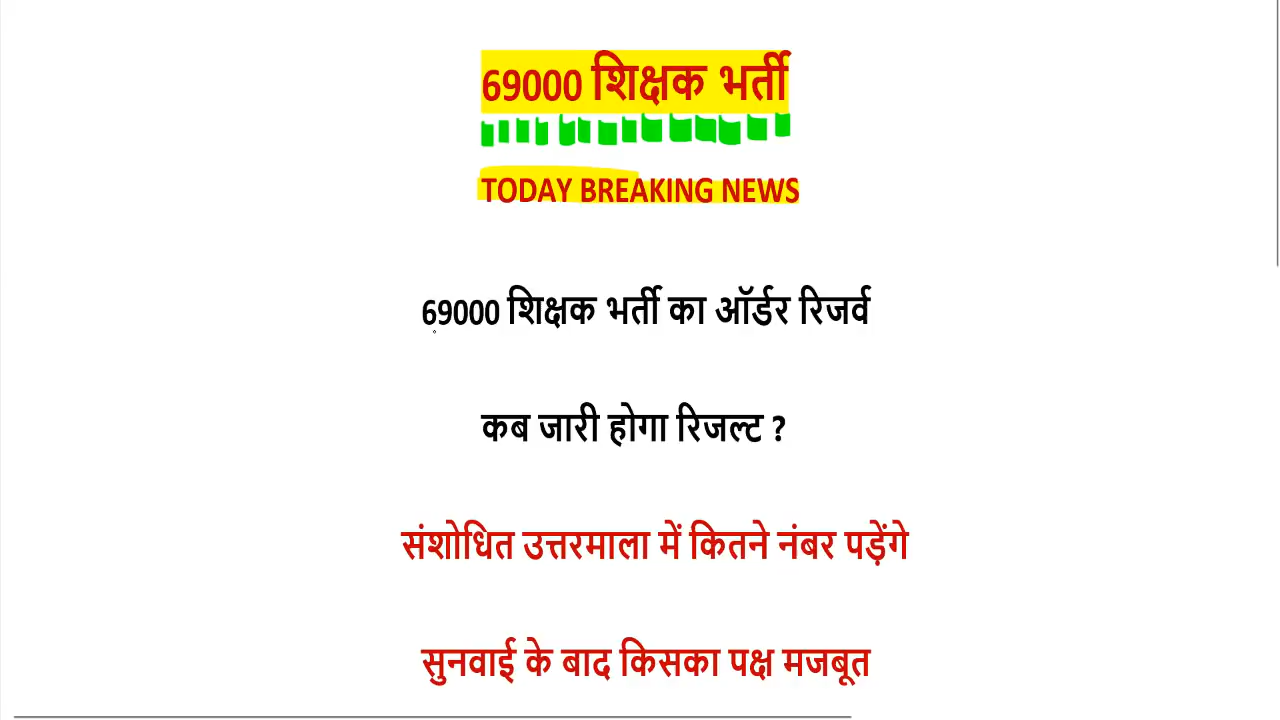 69000 शिक्षक भर्ती
TODAY BREAKING NEWS
69000 शिक्षक भर्ती का ऑर्डर रिजर्व
कब जारी होगा रिजल्ट ?
संशोधित उत्तरमाला में कितने नंबर पड़ेंगे
सुनवाई के बाद किसका पक्ष मजबूत